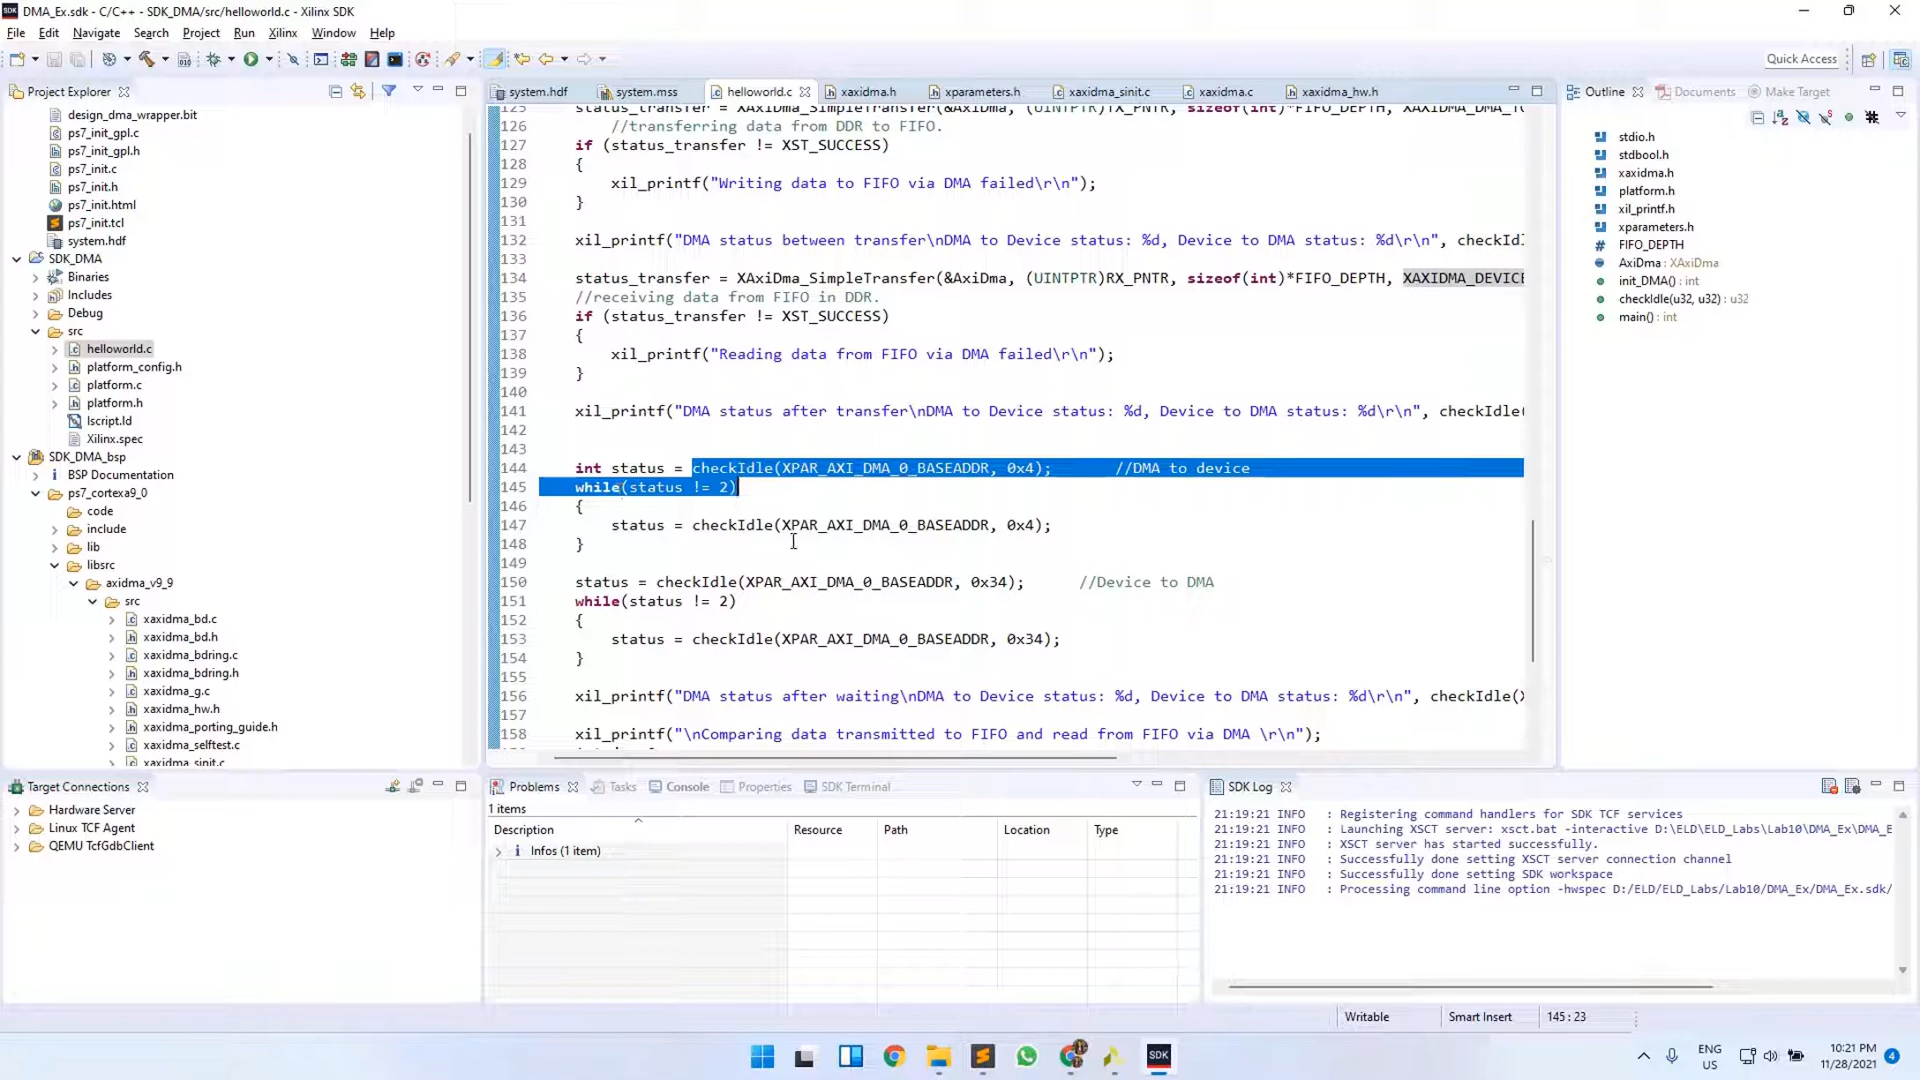 DMA_Ex.sdk - C/C++ - SDK_DMA/src/helloworld.c - Xilinx SDK
File Edit Navigate Search Project Run Xilinx Window Help
Quick Access
Project Explorer
design_dma_wrapper.bit
ps7_init_gpl.c
ps7_init_gpl.h
ps7_init.c
ps7_init.h
ps7_init.html
ps7_init.tcl
system.hdf
SDK_DMA
Binaries
Includes
Debug
src
helloworld.c
platform_config.h
platform.c
platform.h
lscript.ld
Xilinx.spec
SDK_DMA_bsp
BSP Documentation
ps7_cortexa9_0
code
include
lib
libsrc
axidma_v9_9
src
xaxidma_bd.c
xaxidma_bd.h
xaxidma_bdring.c
xaxidma_bdring.h
xaxidma_g.c
xaxidma_hw.h
xaxidma_porting_guide.h
xaxidma_selftest.c
xaxidma_sinit.c
system.hdf system.mss helloworld.c xaxidma.h xparameters.h xaxidma_sinit.c xaxidma.c xaxidma_hw.h
125 status_transfer = XAxiDma_SimpleTransfer(&AxiDma, (UINTPTR)TX_PNTR, sizeof(int)*FIFO_DEPTH, XAXIDMA_DMA_TO
126 //transferring data from DDR to FIFO.
127 if (status_transfer != XST_SUCCESS)
128 {
129 xil_printf("Writing data to FIFO via DMA failed\r\n");
130 }
131
132 xil_printf("DMA status between transfer\nDMA to Device status: %d, Device to DMA status: %d\r\n", checkId
133
134 status_transfer = XAxiDma_SimpleTransfer(&AxiDma, (UINTPTR)RX_PNTR, sizeof(int)*FIFO_DEPTH, XAXIDMA_DEVICE
135 //receiving data from FIFO in DDR.
136 if (status_transfer != XST_SUCCESS)
137 {
138 xil_printf("Reading data from FIFO via DMA failed\r\n");
139 }
140
141 xil_printf("DMA status after transfer\nDMA to Device status: %d, Device to DMA status: %d\r\n", checkIdle(
142
143
144 int status = checkIdle(XPAR_AXI_DMA_0_BASEADDR, 0x4); //DMA to device
145 while(status != 2)
146 {
147 status = checkIdle(XPAR_AXI_DMA_0_BASEADDR, 0x4);
148 }
149
150 status = checkIdle(XPAR_AXI_DMA_0_BASEADDR, 0x34); //Device to DMA
151 while(status != 2)
152 {
153 status = checkIdle(XPAR_AXI_DMA_0_BASEADDR, 0x34);
154 }
155
156 xil_printf("DMA status after waiting\nDMA to Device status: %d, Device to DMA status: %d\r\n", checkIdle(X
157
158 xil_printf("\nComparing data transmitted to FIFO and read from FIFO via DMA \r\n");
Outline Documents Make Target
stdio.h
stdbool.h
xaxidma.h
platform.h
xil_printf.h
xparameters.h
FIFO_DEPTH
AxiDma : XAxiDma
init_DMA() : int
checkIdle(u32, u32) : u32
main() : int
Target Connections
Hardware Server
Linux TCF Agent
QEMU TcfGdbClient
Problems Tasks Console Properties SDK Terminal
1 items
Description Resource Path Location Type
Infos (1 item)
SDK Log
21:19:21 INFO : Registering command handlers for SDK TCF services
21:19:21 INFO : Launching XSCT server: xsct.bat -interactive D:\ELD\ELD_Labs\Lab10\DMA_Ex\DMA_E
21:19:21 INFO : XSCT server has started successfully.
21:19:21 INFO : Successfully done setting XSCT server connection channel
21:19:21 INFO : Successfully done setting SDK workspace
21:19:21 INFO : Processing command line option -hwspec D:/ELD/ELD_Labs/Lab10/DMA_Ex/DMA_Ex.sdk/
Writable Smart Insert 145 : 23
SDK
ENG
US
10:21 PM
11/28/2021
4